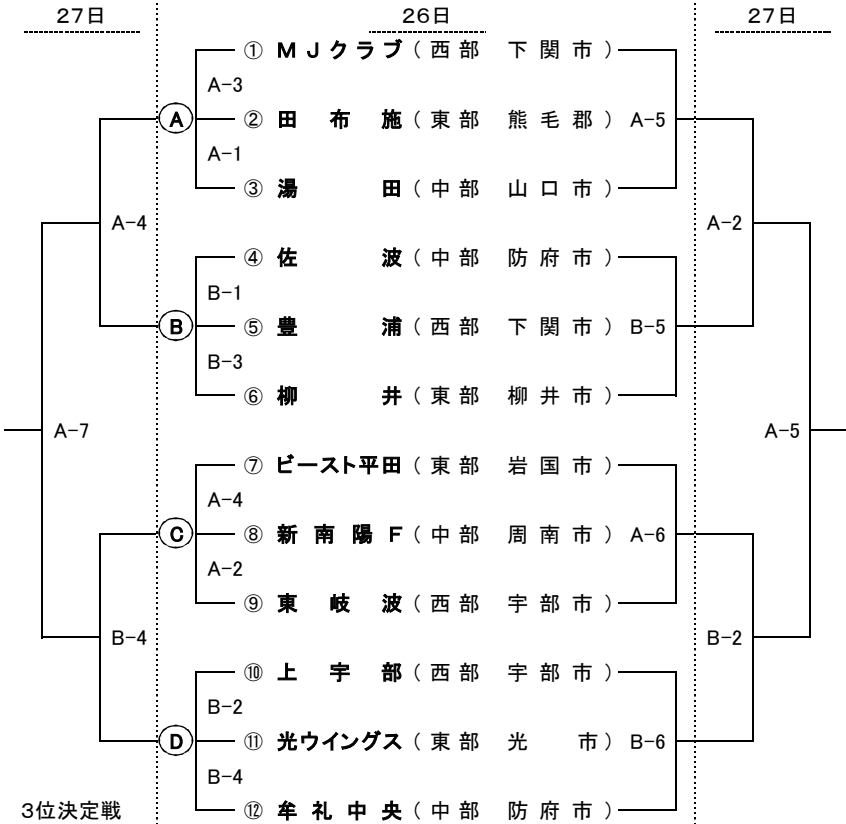 27日 26日 27日
① ＭＪクラブ（西部 下関市）
A-3
Ⓐ ② 田布施（東部 熊毛郡） A-5
A-1
③ 湯田（中部 山口市）
A-4 A-2
④ 佐波（中部 防府市）
B-1
Ⓑ ⑤ 豊浦（西部 下関市） B-5
B-3
⑥ 柳井（東部 柳井市）
A-7 A-5
⑦ ビースト平田（東部 岩国市）
A-4
Ⓒ ⑧ 新南陽Ｆ（中部 周南市） A-6
A-2
⑨ 東岐波（西部 宇部市）
B-4 B-2
⑩ 上宇部（西部 宇部市）
B-2
Ⓓ ⑪ 光ウイングス（東部 光市） B-6
B-4
3位決定戦 ⑫ 牟礼中央（中部 防府市）